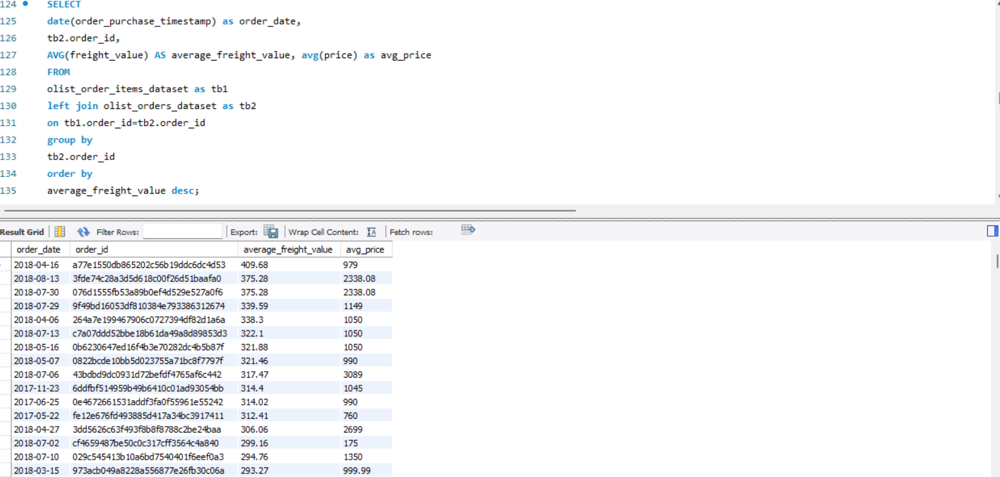 124 SELECT
125 date(order_purchase_timestamp) as order_date,
126 tb2.order_id,
127 AVG(freight_value) AS average_freight_value, avg(price) as avg_price
128 FROM
129 olist_order_items_dataset as tb1
130 left join olist_orders_dataset as tb2
131 on tb1.order_id=tb2.order_id
132 group by
133 tb2.order_id
134 order by
135 average_freight_value desc;
Result Grid Filter Rows: Export: Wrap Cell Content: IA Fetch rows:
order_date order_id average_freight_value avg_price
2018-04-16 a77e1550db865202c56b19ddc6dc4d53 409.68 979
2018-08-13 3fde74c28a3d5d618c00f26d51baafa0 375.28 2338.08
2018-07-30 076d1555fb53a89b0ef4d529e527a0f6 375.28 2338.08
2018-07-29 9f49bd16053df810384e793386312674 339.59 1149
2018-04-06 264a7e199467906c0727394df82d1a6a 338.3 1050
2018-07-13 c7a07ddd52bbe18b61da49a8d89853d3 322.1 1050
2018-05-16 0b6230647ed16f4b3e70282dc4b5b87f 321.88 1050
2018-05-07 0822bcde10bb5d023755a71bc8f7797f 321.46 990
2018-07-06 43bdbd9dc0931d72befdf4765af6c442 317.47 3089
2017-11-23 6ddfbf514959b49b6410c01ad93054bb 314.4 1045
2017-06-25 0e4672661531addf3fa0f55961e55242 314.02 990
2017-05-22 fe12e676fd493885d417a34bc3917411 312.41 760
2018-04-27 3dd5626c63f493f8b8f8788c2be24baa 306.06 2699
2018-07-02 cf4659487be50c0c317cff3564c4a840 299.16 175
2018-07-10 029c545413b10a6bd7540401f6eef0a3 294.76 1350
2018-03-15 973acb049a8228a556877e26fb30c06a 293.27 999.99